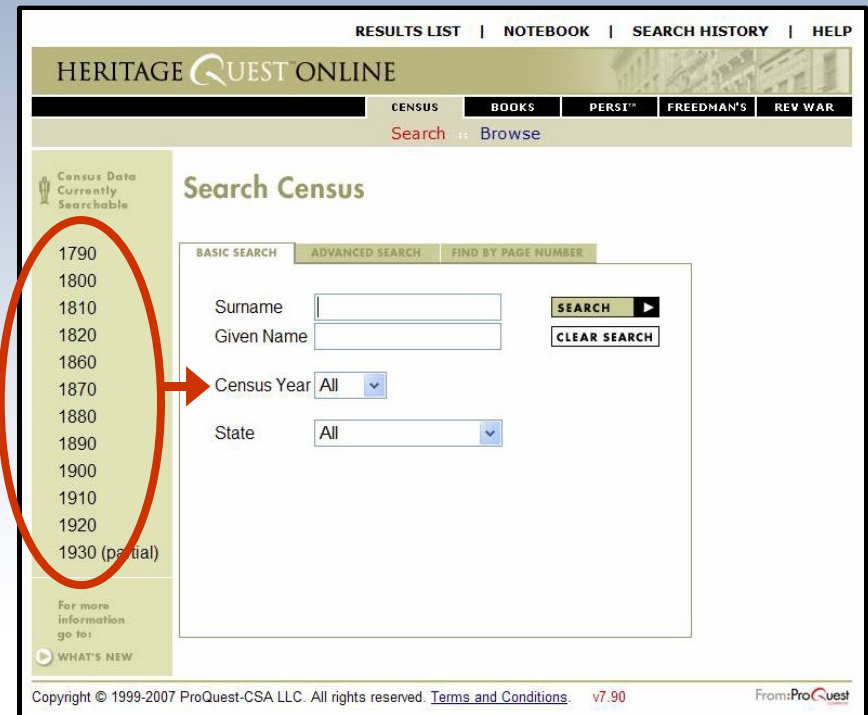 RESULTS LIST | NOTEBOOK | SEARCH HISTORY | HELP
HERITAGE QUEST™ ONLINE
CENSUS BOOKS PERSI™ FREEDMAN'S REV WAR
Search :: Browse
Census Data
Currently
Searchable
Search Census
1790
1800
1810
1820
1860
1870
1880
1890
1900
1910
1920
1930 (partial)
BASIC SEARCH ADVANCED SEARCH FIND BY PAGE NUMBER
Surname SEARCH
Given Name CLEAR SEARCH
Census Year All
State All
For more
information
go to:
WHAT'S NEW
Copyright © 1999-2007 ProQuest-CSA LLC. All rights reserved. Terms and Conditions. v7.90 From:ProQuest